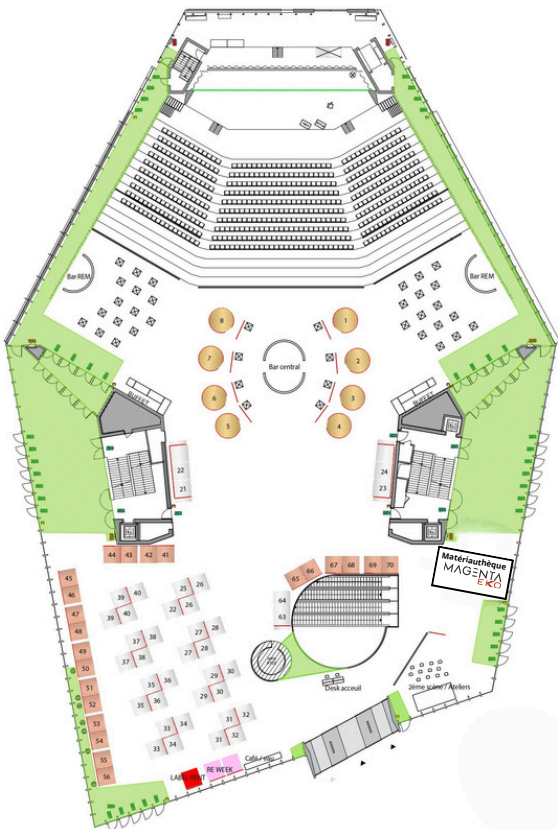 Bar REM
Bar REM
8
1
7
2
Bar central
6
3
5
4
BUFFET
BUFFET
22
21
24
23
44 43 42 41
45
46
47
48
49
50
51
52
53
54
55
56
39 40
39 40
25 26
22 26
37 38
37 38
27 28
27 28
35 36
35 36
29 30
29 30
33 34
33 34
31 32
31 32
65 66 67 68 69 70
64
63
Matériauthèque
MAGENTA
EKO
Desk acceuil
2ème scène / Ateliers
Café / eau
RE WEEK
LABEL RENT